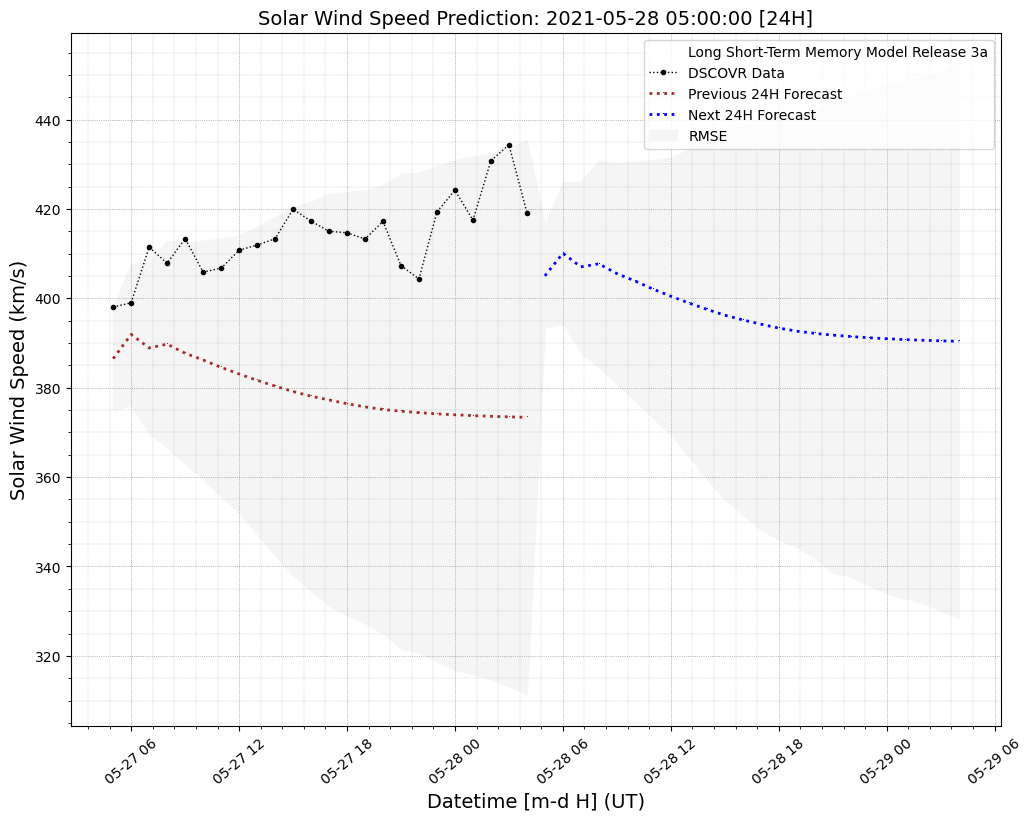 Solar Wind Speed Prediction: 2021-05-28 05:00:00 [24H]
Long Short-Term Memory Model Release 3a
DSCOVR Data
Previous 24H Forecast
Next 24H Forecast
RMSE
Solar Wind Speed (km/s)
440
420
400
380
360
340
320
05-27 06
05-27 12
05-27 18
05-28 00
05-28 06
05-28 12
05-28 18
05-29 00
05-29 06
Datetime [m-d H] (UT)